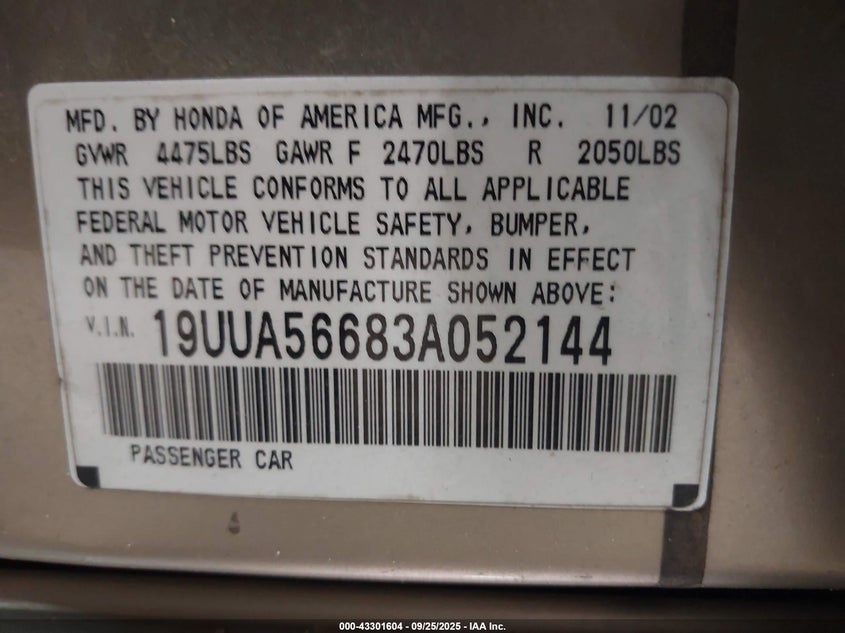 MFD. BY HONDA OF AMERICA MFG., INC. 11/02
GVWR 4475LBS GAWR F 2470LBS R 2050LBS
THIS VEHICLE CONFORMS TO ALL APPLICABLE
FEDERAL MOTOR VEHICLE SAFETY, BUMPER,
AND THEFT PREVENTION STANDARDS IN EFFECT
ON THE DATE OF MANUFACTURE SHOWN ABOVE:
V.I.N. 19UUA56683A052144
PASSENGER CAR
000-43301604 - 09/25/2025 - IAA Inc.